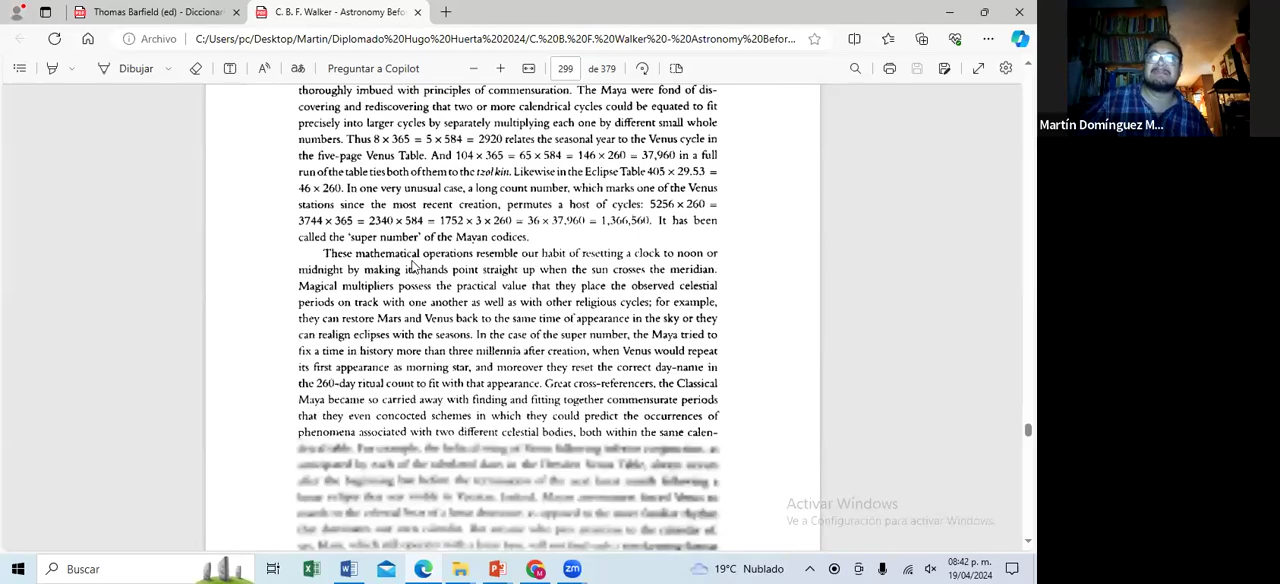 Thomas Barfield (ed) - Diccionar
C. B. F. Walker - Astronomy Befor
Archivo
C:/Users/pc/Desktop/Martin/Diplomado%20Hugo%20Huerta%202024/C.%20B.%20F.%20Walker%20-%20Astronomy%20Befor...
Dibujar
Preguntar a Copilot
299
de 379
thoroughly imbued with principles of commensuration. The Maya were fond of dis-
covering and rediscovering that two or more calendrical cycles could be equated to fit
precisely into larger cycles by separately multiplying each one by different small whole
numbers. Thus 8 × 365 = 5 × 584 = 2920 relates the seasonal year to the Venus cycle in
the five-page Venus Table. And 104 × 365 = 65 × 584 = 146 × 260 = 37,960 in a full
run of the table ties both of them to the tzolkin. Likewise in the Eclipse Table 405 × 29.53 =
46 × 260. In one very unusual case, a long count number, which marks one of the Venus
stations since the most recent creation, permutes a host of cycles: 5256 × 260 =
3744 × 365 = 2340 × 584 = 1752 × 3 × 260 = 36 × 37,960 = 1,366,560. It has been
called the 'super number' of the Mayan codices.
These mathematical operations resemble our habit of resetting a clock to noon or
midnight by making its hands point straight up when the sun crosses the meridian.
Magical multipliers possess the practical value that they place the observed celestial
periods on track with one another as well as with other religious cycles; for example,
they can restore Mars and Venus back to the same time of appearance in the sky or they
can realign eclipses with the seasons. In the case of the super number, the Maya tried to
fix a time in history more than three millennia after creation, when Venus would repeat
its first appearance as morning star, and moreover they reset the correct day-name in
the 260-day ritual count to fit with that appearance. Great cross-referencers, the Classical
Maya became so carried away with finding and fitting together commensurate periods
that they even concocted schemes in which they could predict the occurrences of
phenomena associated with two different celestial bodies, both within the same calen-
Martín Domínguez M...
Activar Windows
Ve a Configuración para activar Windows.
Buscar
19°C Nublado
08:42 p. m.
19/04/2024